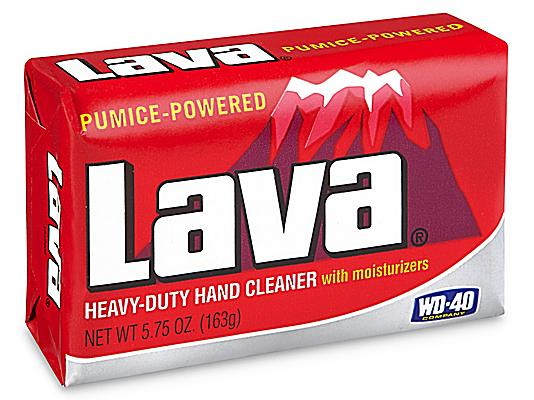 Lava® PUMICE-POWERED
PUMICE-POWERED
Lava®
Lava
HEAVY-DUTY HAND CLEANER with moisturizers
NET WT 5.75 OZ. (163g)
WD-40
COMPANY